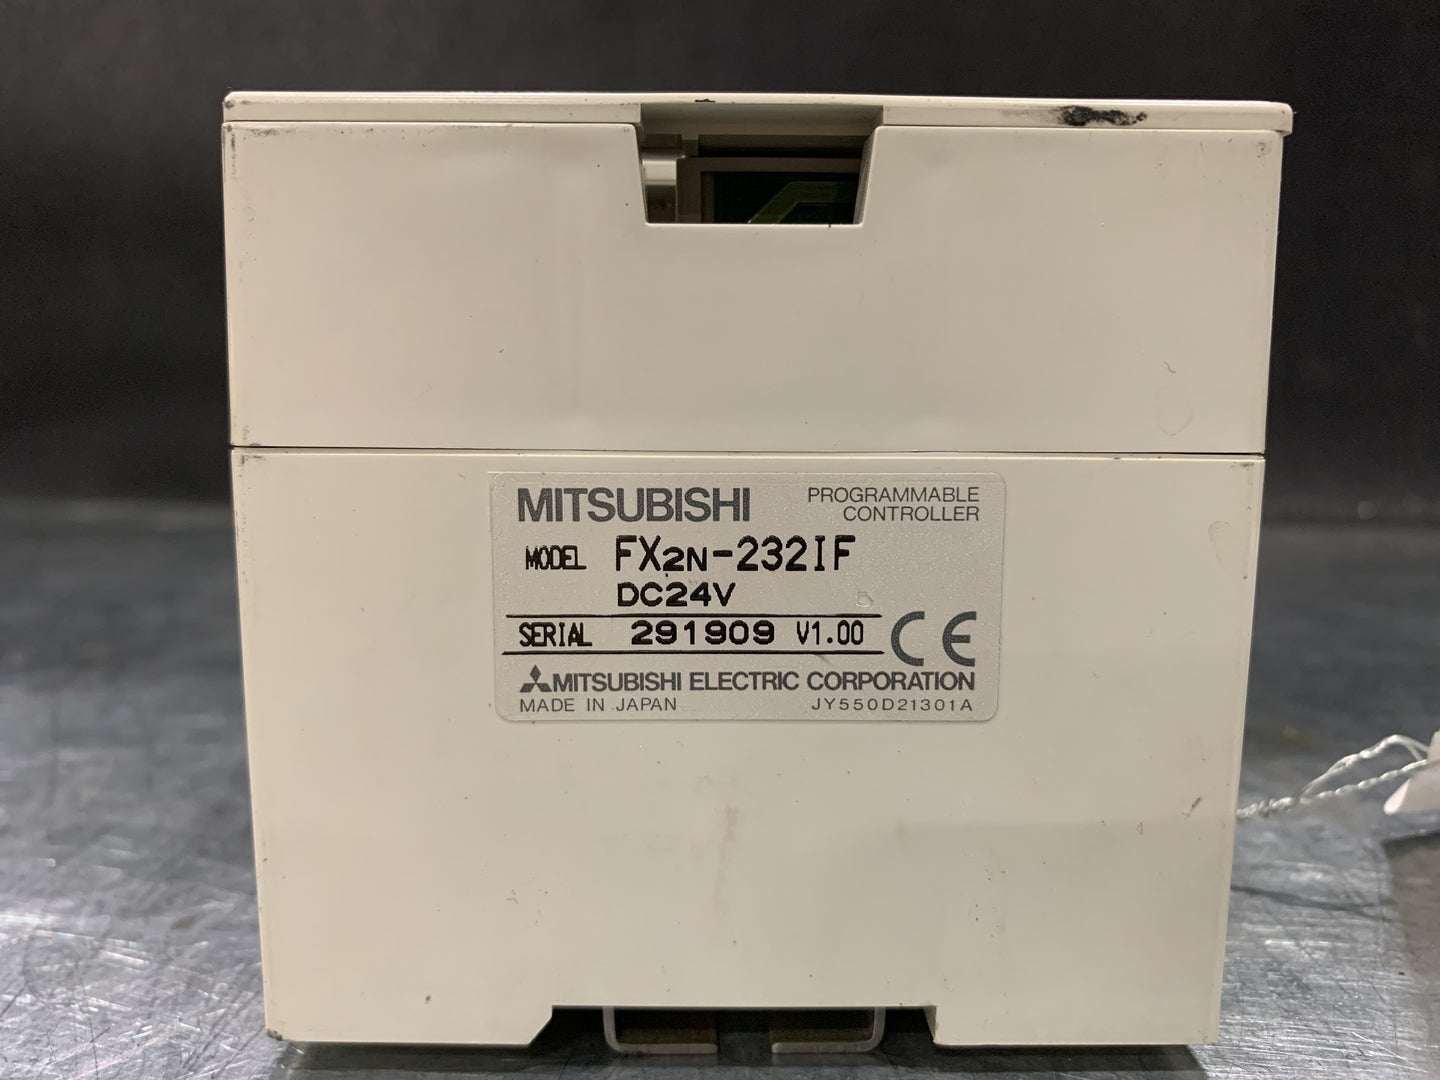 MITSUBISHI
PROGRAMMABLE
CONTROLLER
MODEL FX2N-232IF
DC24V
SERIAL 291909 V1.00
CE
MITSUBISHI ELECTRIC CORPORATION
MADE IN JAPAN JY550D21301A